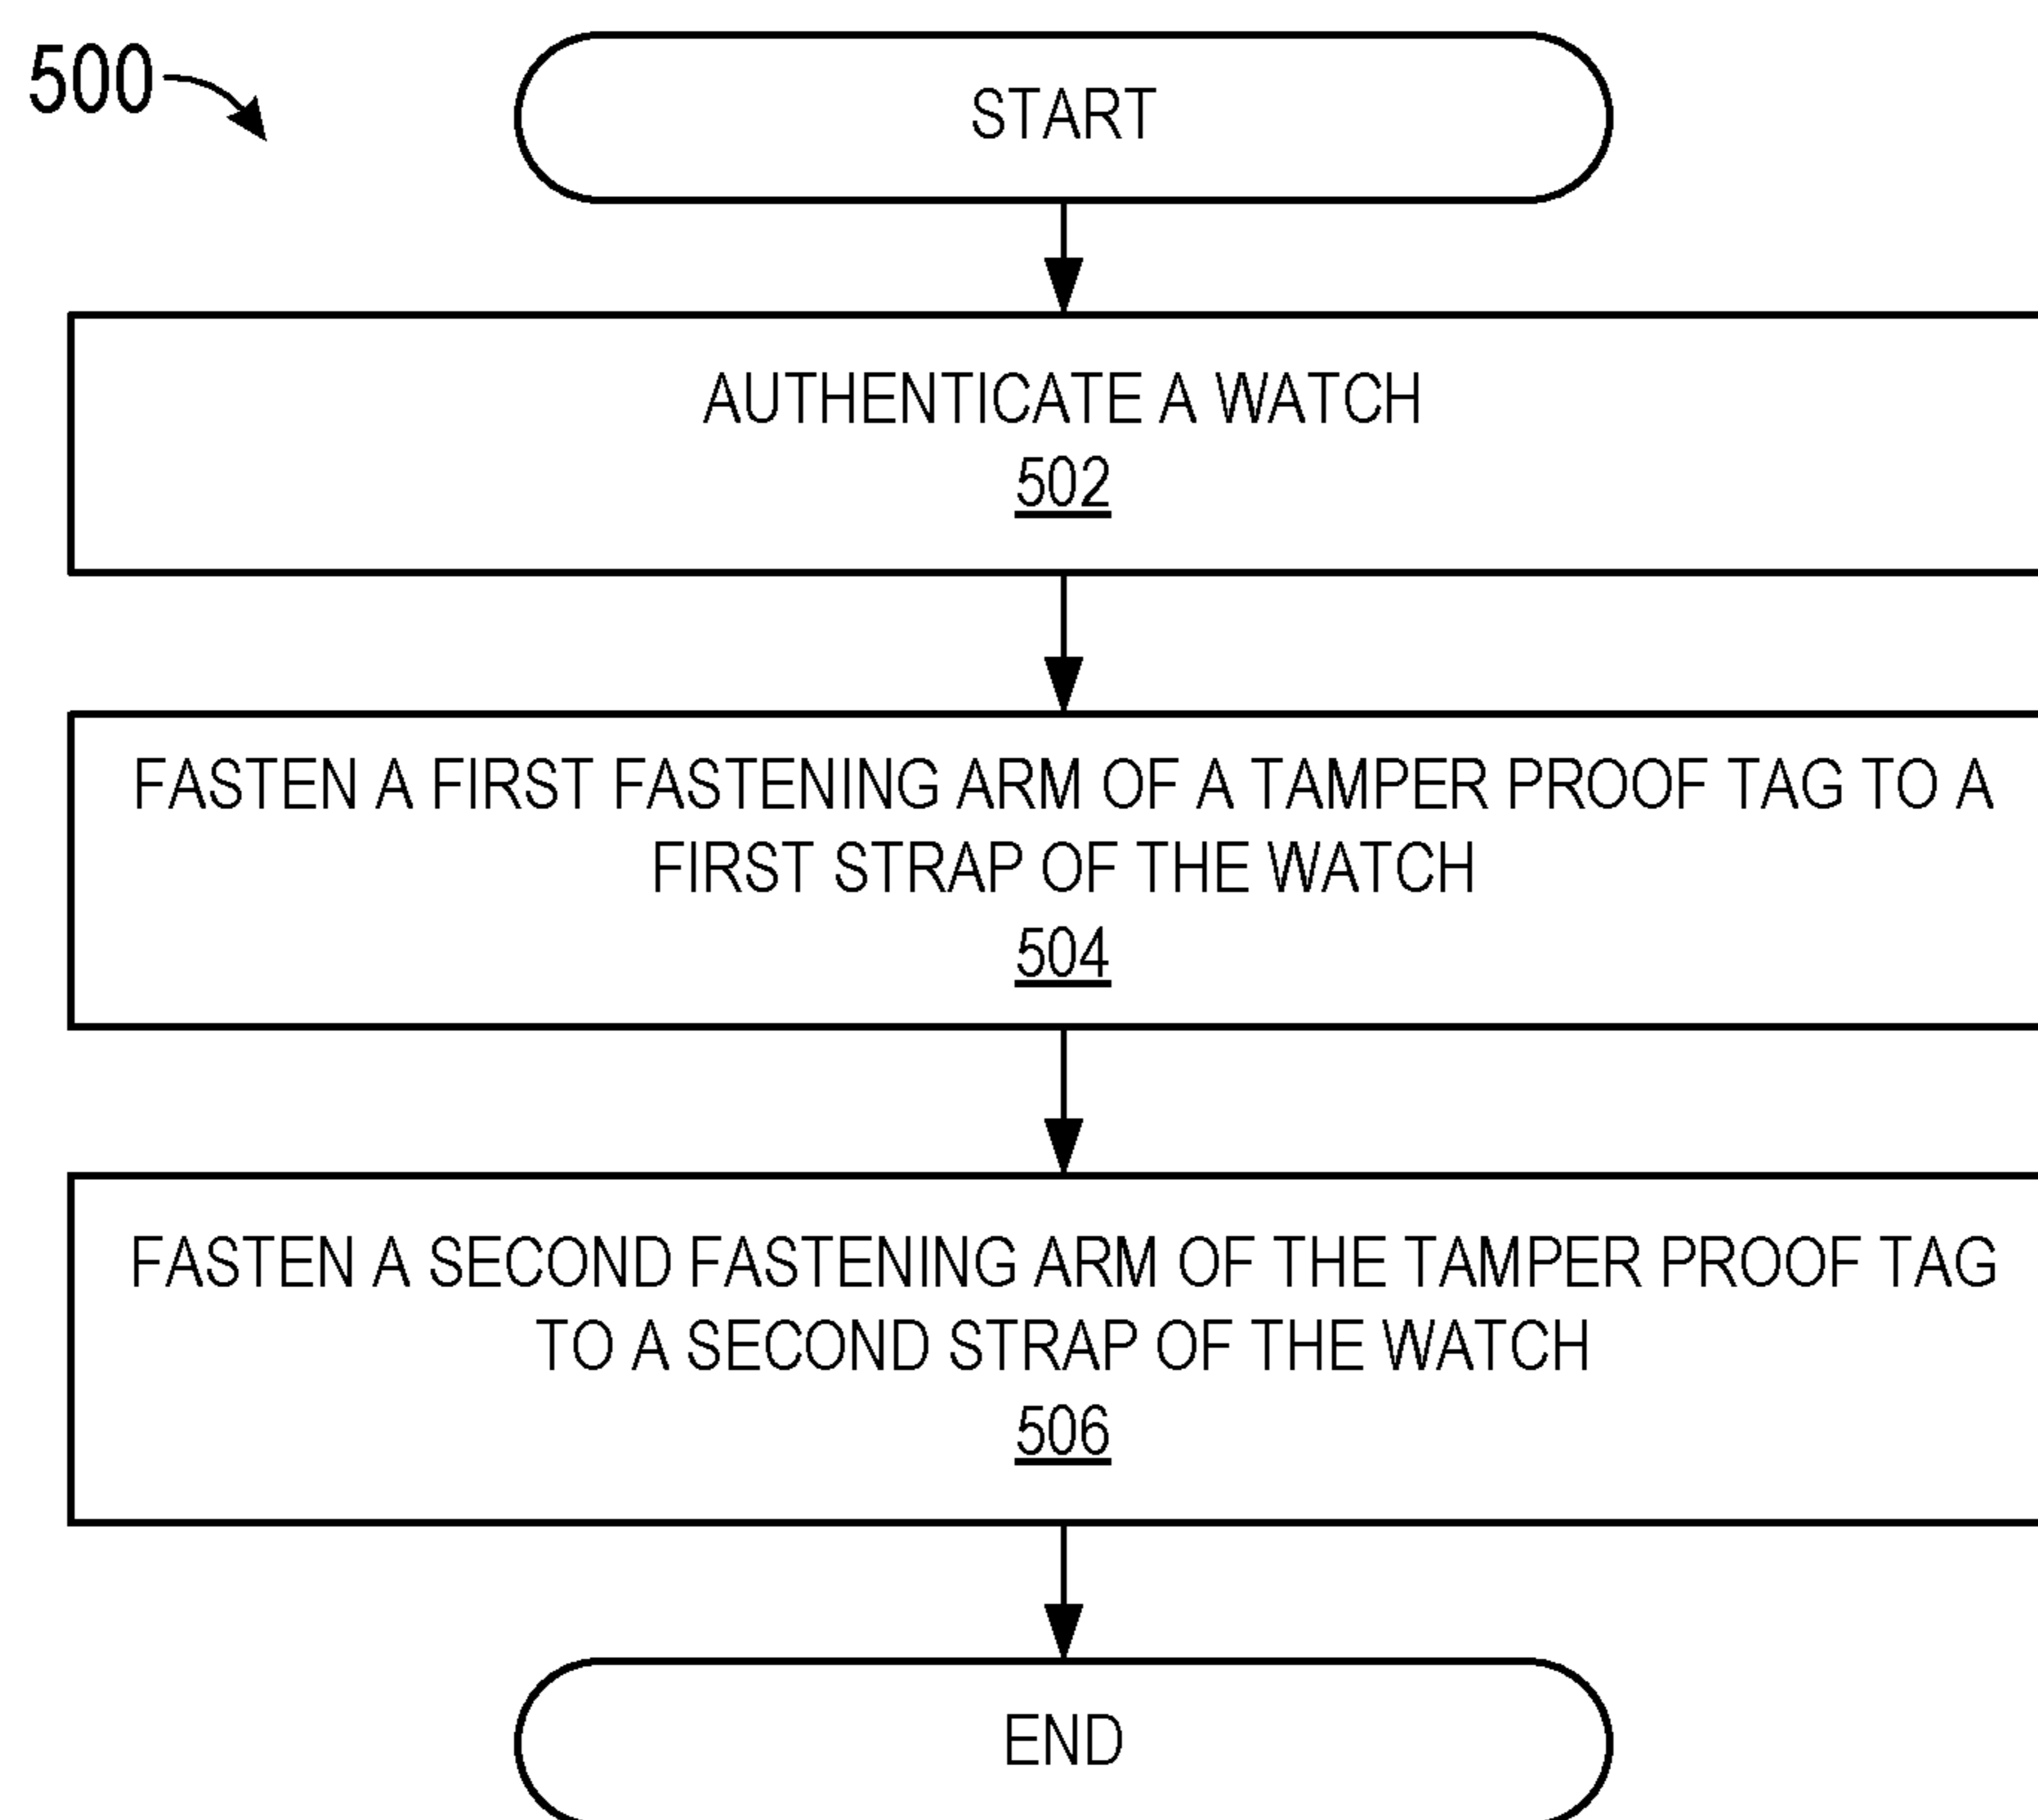 500
START
AUTHENTICATE A WATCH
502
FASTEN A FIRST FASTENING ARM OF A TAMPER PROOF TAG TO A
FIRST STRAP OF THE WATCH
504
FASTEN A SECOND FASTENING ARM OF THE TAMPER PROOF TAG
TO A SECOND STRAP OF THE WATCH
506
END